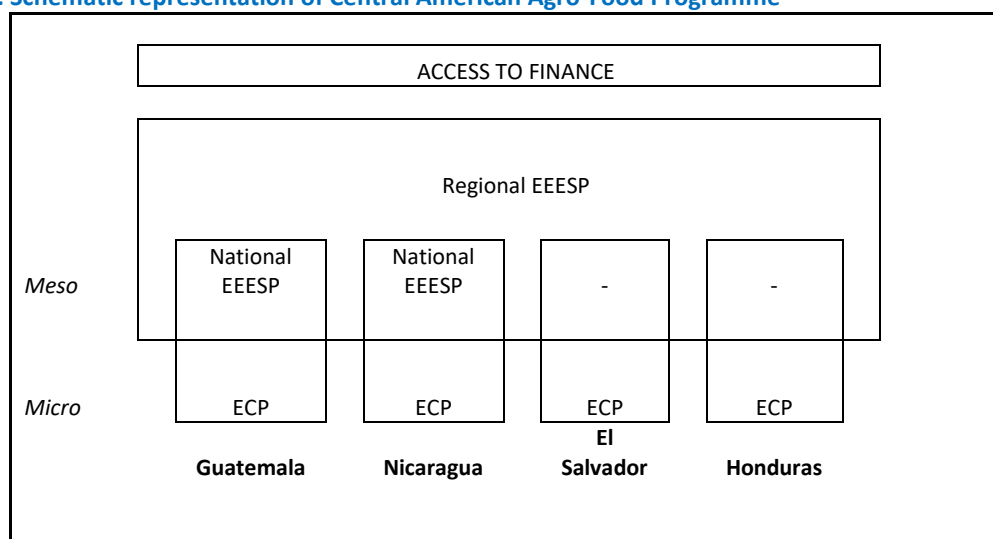 . Schematic representation of Central American Agro-Food Programme
ACCESS TO FINANCE
Regional EEESP
National
EEESP
National
EEESP
Meso
-
-
Micro
ECP
ECP
ECP
ECP
Guatemala
Nicaragua
El
Salvador
Honduras